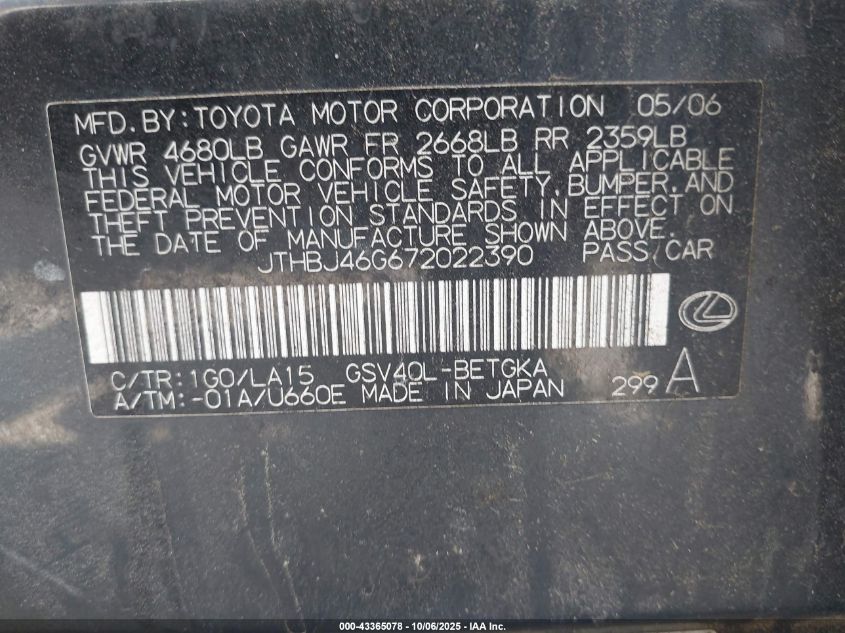 MFD. BY: TOYOTA MOTOR CORPORATION 05/06
GVWR 4680LB GAWR FR 2668LB RR 2359LB
THIS VEHICLE CONFORMS TO ALL APPLICABLE
FEDERAL MOTOR VEHICLE SAFETY, BUMPER, AND
THEFT PREVENTION STANDARDS IN EFFECT ON
THE DATE OF MANUFACTURE SHOWN ABOVE.
JTHBJ46G672022390 PASS/CAR
C/TR: 1G0/LA15 GSV40L-BETGKA
A/TM: -01A/U660E MADE IN JAPAN 299 A
000-43365078 - 10/06/2025 - IAA Inc.